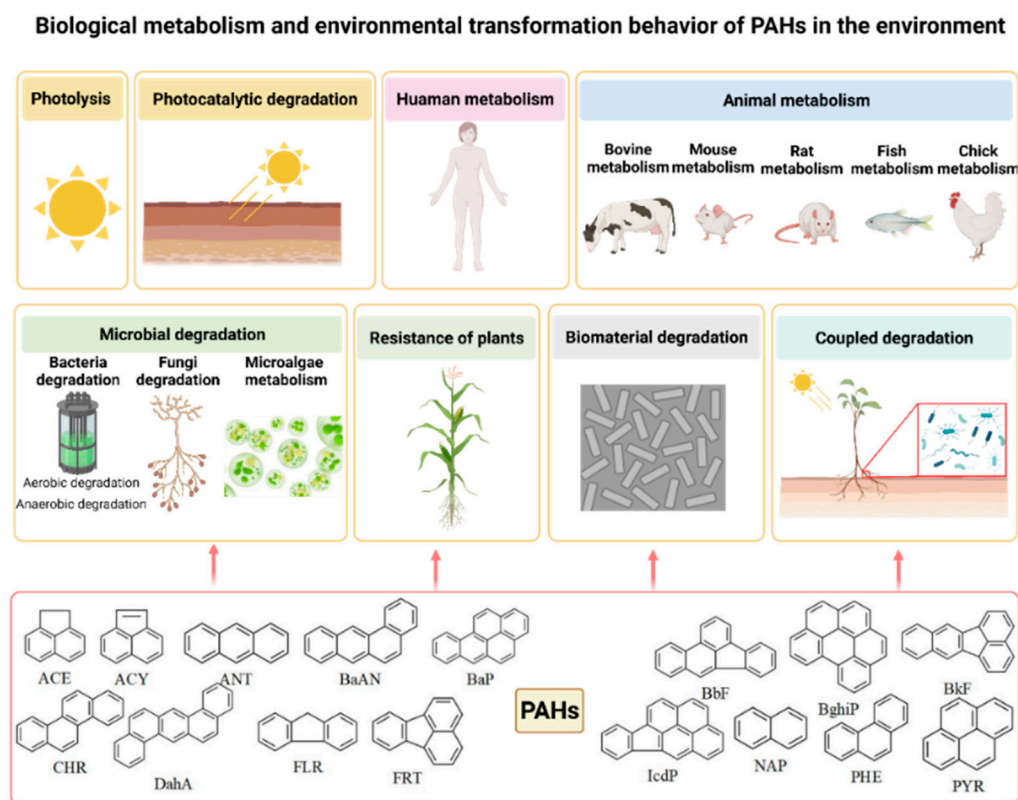 Biological metabolism and environmental transformation behavior of PAHs in the environment
Photolysis
Photocatalytic degradation
Huaman metabolism
Animal metabolism
Bovine
metabolism
Mouse
metabolism
Rat
metabolism
Fish
metabolism
Chick
metabolism
Microbial degradation
Bacteria
degradation
Fungi
degradation
Microalgae
metabolism
Aerobic degradation
Anaerobic degradation
Resistance of plants
Biomaterial degradation
Coupled degradation
ACE
ACY
ANT
BaAN
BaP
BbF
BghiP
BkF
PAHs
CHR
DahA
FLR
FRT
IcdP
NAP
PHE
PYR